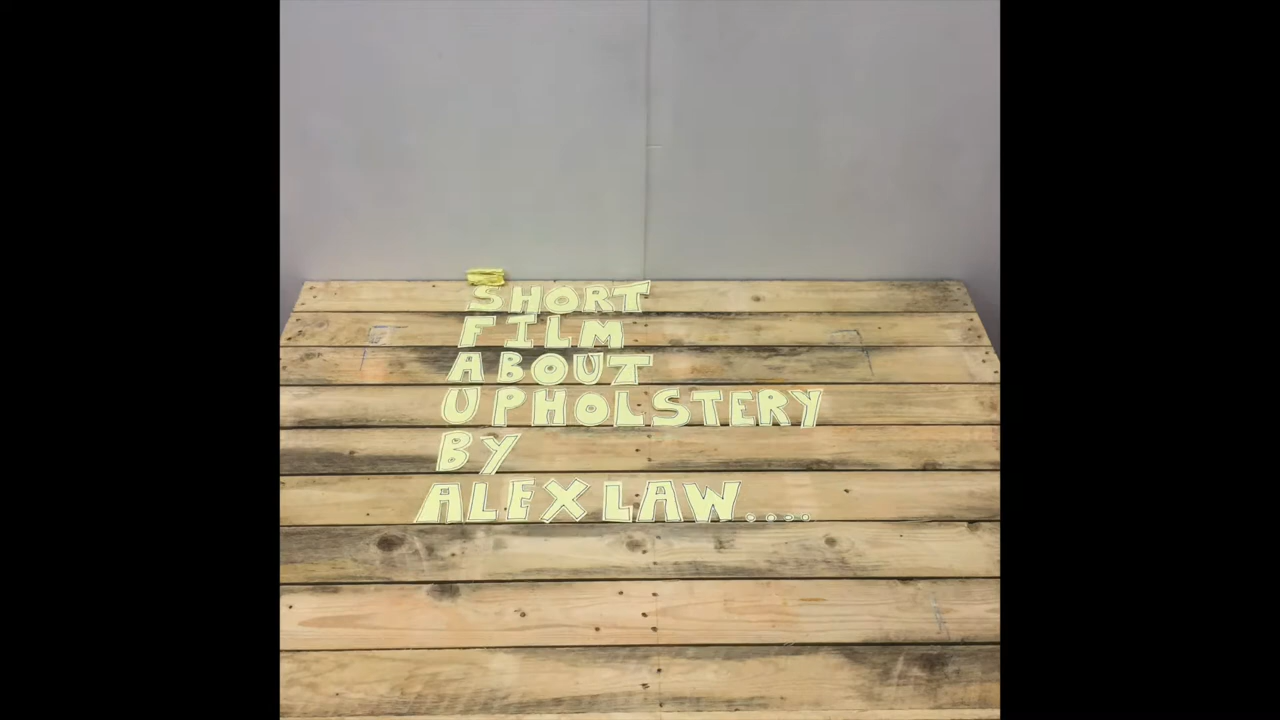 SHORT
FILM
ABOUT
UPHOLSTERY
BY
ALEX LAW....